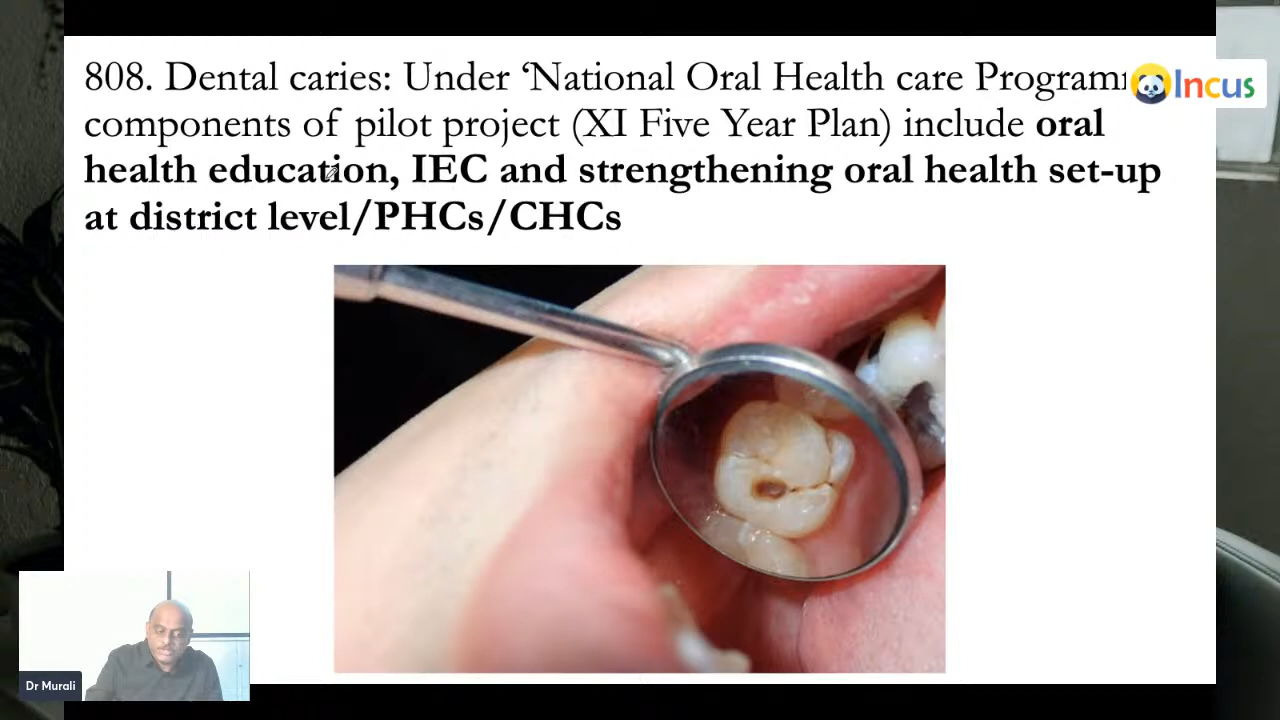 808. Dental caries: Under ‘National Oral Health care
components of pilot project (XI Five Year Plan) include oral
health education, IEC and strengthening oral health set-up
at district level/PHCs/CHCs
Incus
Dr Murali